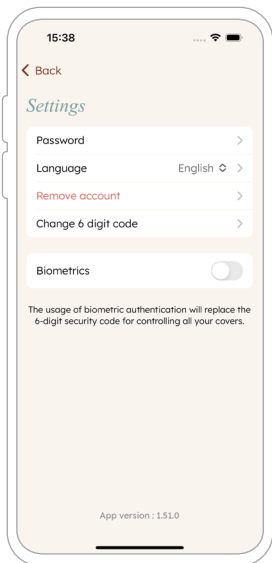 15:38
Back
Settings
Password
Language English
Remove account
Change 6 digit code
Biometrics
The usage of biometric authentication will replace the
6-digit security code for controlling all your covers.
App version : 1.51.0